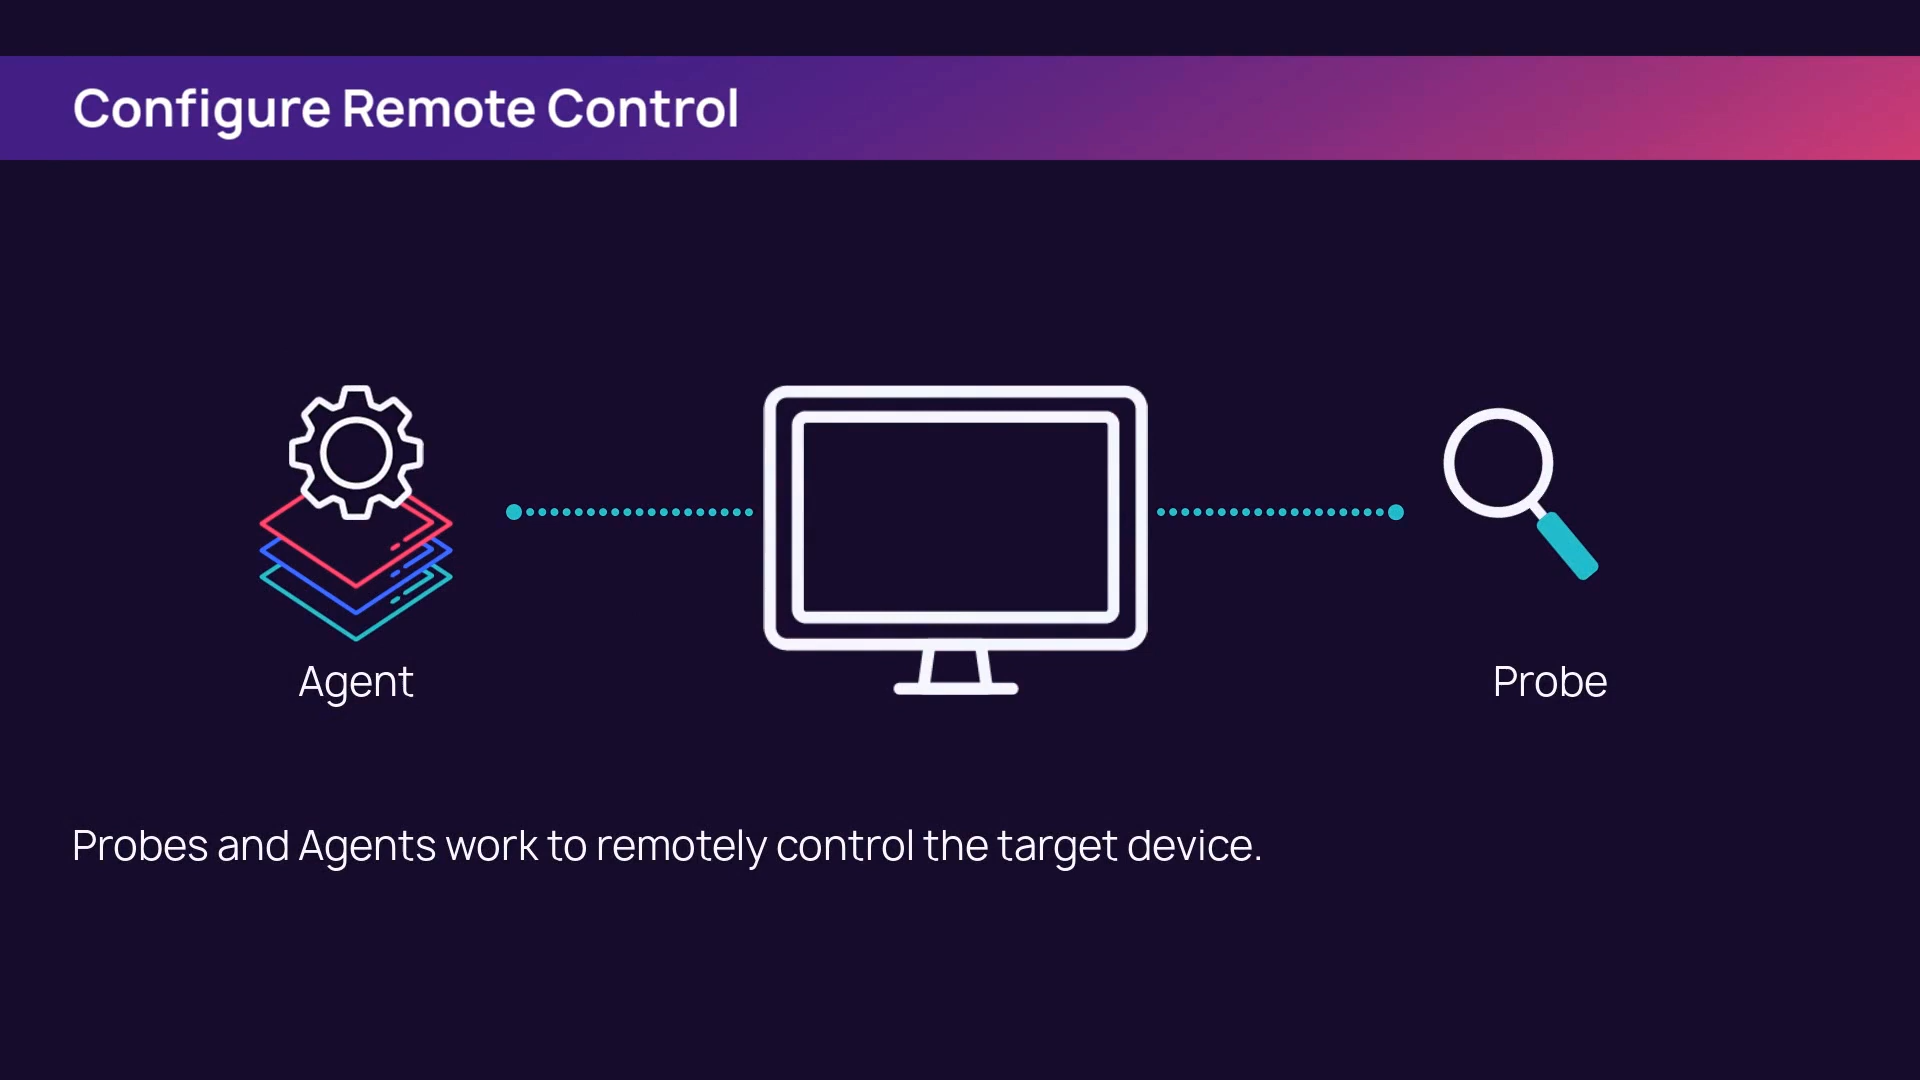 Configure Remote Control
Agent
Probe
Probes and Agents work to remotely control the target device.